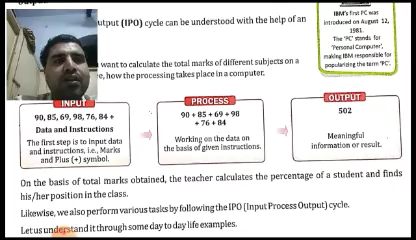 utput (IPO) cycle can be understood with the help of an
IBM's first PC was
introduced on August 12,
1981.
The 'PC' stands for
'Personal Computer',
making IBM responsible for
popularising the term 'PC'.
want to calculate the total marks of different subjects on a
e, how the processing takes place in a computer.
INPUT
90, 85, 69, 98, 76, 84 +
Data and Instructions
The first step is to input data
and instructions, i.e., Marks
and Plus (+) symbol.
PROCESS
90 + 85 + 69 + 98
+ 76 + 84
Working on the data on
the basis of given instructions.
OUTPUT
502
Meaningful
information or result.
On the basis of total marks obtained, the teacher calculates the percentage of a student and finds
his/her position in the class.
Likewise, we also perform various tasks by following the IPO (Input Process Output) cycle.
Let us understand it through some day to day life examples.